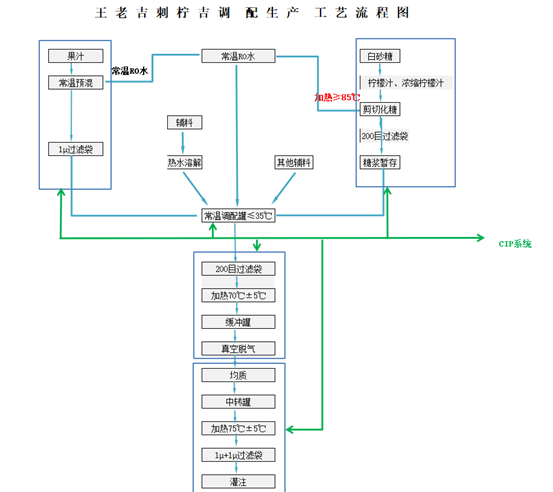 王老吉刺柠吉调 配生产 工艺流程图
果汁
常温RO水
白砂糖
常温RO水
常温预混
柠檬汁、浓缩柠檬汁
加热≥85℃
剪切化糖
辅料
200目过滤袋
1μ过滤袋
热水溶解
其他辅料
糖浆暂存
常温调配罐≤35℃
CIP系统
200目过滤袋
加热70℃±5℃
缓冲罐
真空脱气
均质
中转罐
加热75℃±5℃
1μ+1μ过滤袋
灌注